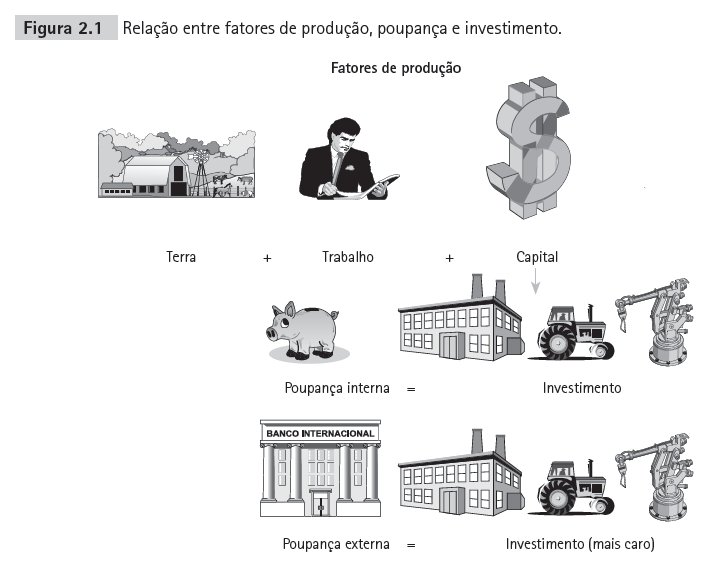 Figura 2.1 Relação entre fatores de produção, poupança e investimento.
Fatores de produção
Terra + Trabalho + Capital
Poupança interna = Investimento
BANCO INTERNACIONAL
Poupança externa = Investimento (mais caro)